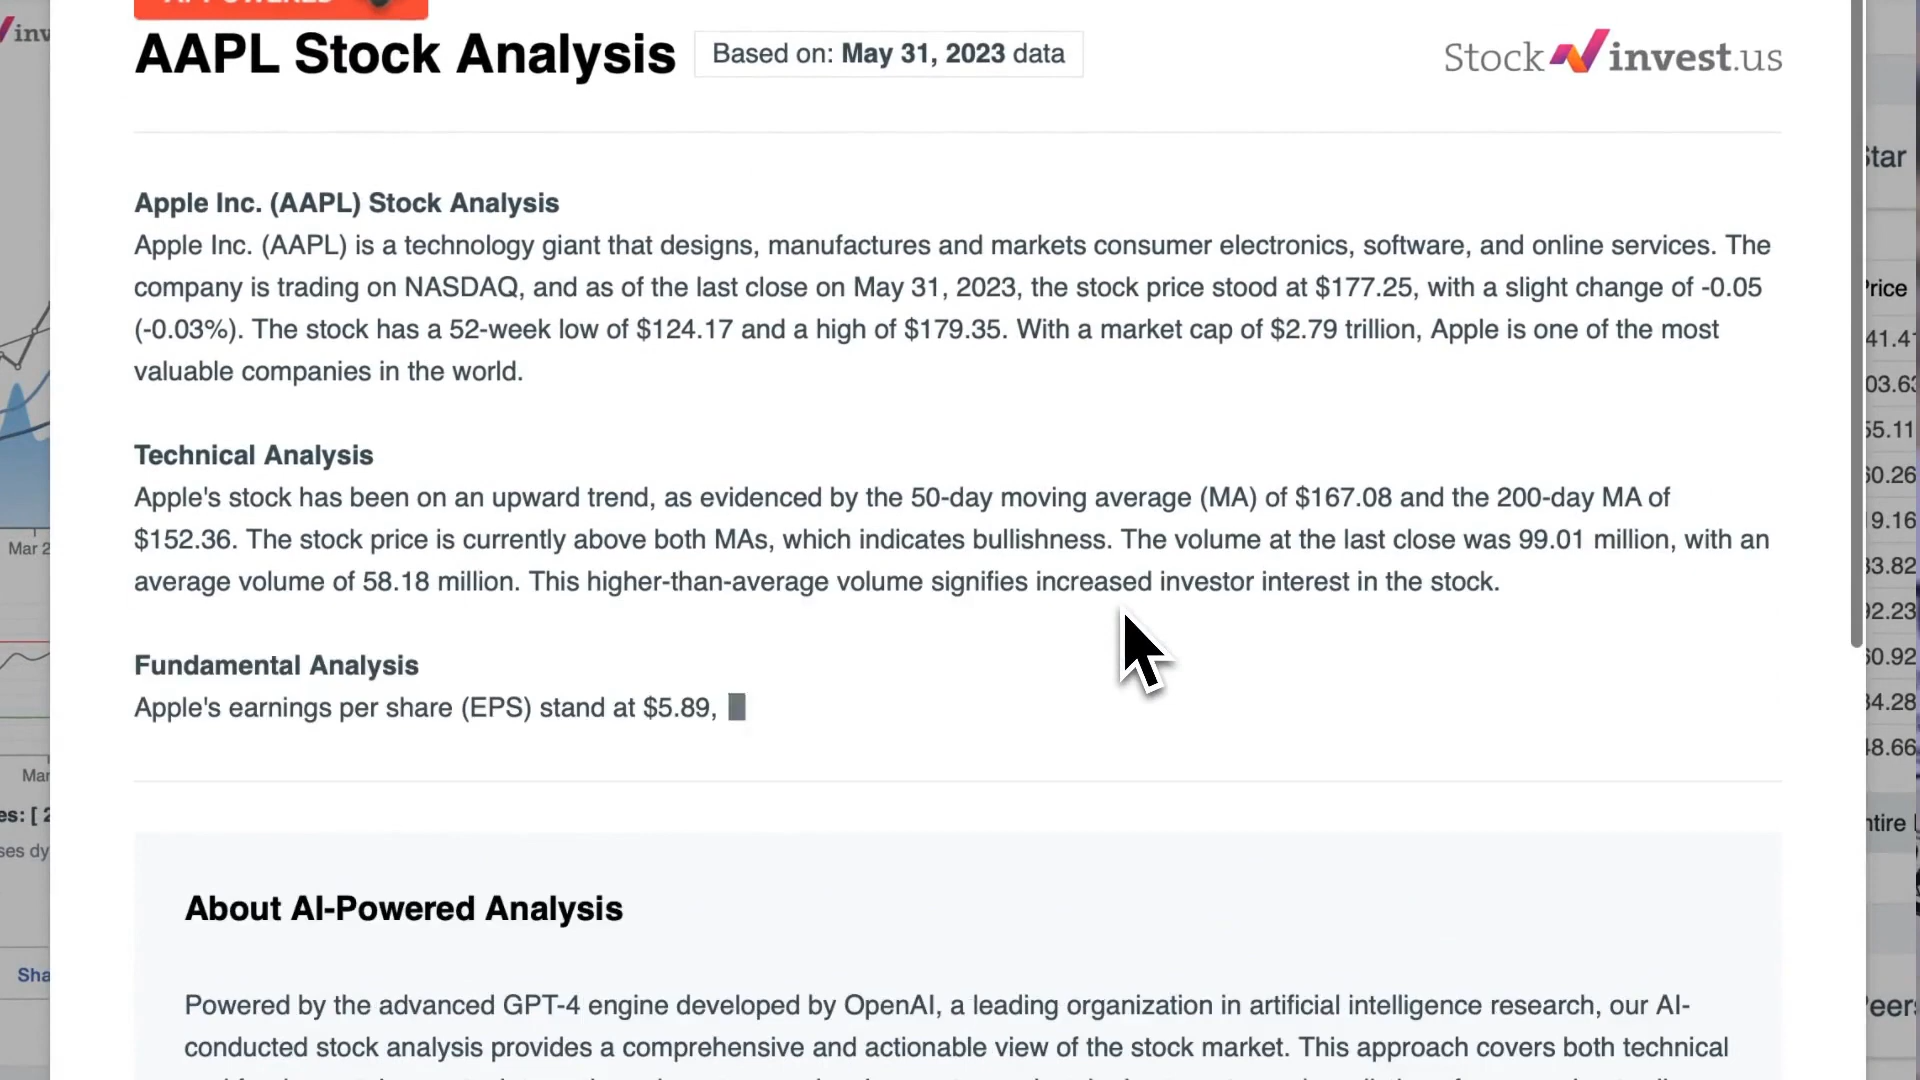 AAPL Stock Analysis
Based on: May 31, 2023 data
Stock invest.us
Apple Inc. (AAPL) Stock Analysis
Apple Inc. (AAPL) is a technology giant that designs, manufactures and markets consumer electronics, software, and online services. The
company is trading on NASDAQ, and as of the last close on May 31, 2023, the stock price stood at $177.25, with a slight change of -0.05
(-0.03%). The stock has a 52-week low of $124.17 and a high of $179.35. With a market cap of $2.79 trillion, Apple is one of the most
valuable companies in the world.
Technical Analysis
Apple's stock has been on an upward trend, as evidenced by the 50-day moving average (MA) of $167.08 and the 200-day MA of
$152.36. The stock price is currently above both MAs, which indicates bullishness. The volume at the last close was 99.01 million, with an
average volume of 58.18 million. This higher-than-average volume signifies increased investor interest in the stock.
Fundamental Analysis
Apple's earnings per share (EPS) stand at $5.89,
About AI-Powered Analysis
Powered by the advanced GPT-4 engine developed by OpenAI, a leading organization in artificial intelligence research, our AI-
conducted stock analysis provides a comprehensive and actionable view of the stock market. This approach covers both technical